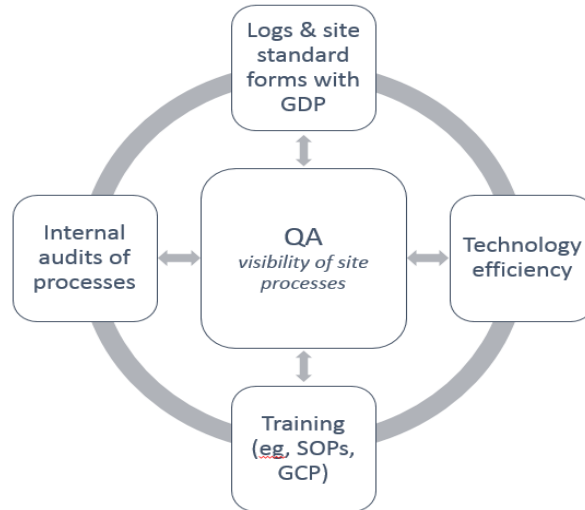 Logs & site
standard
forms with
GDP
Internal
audits of
processes
QA
visibility of site
processes
Technology
efficiency
Training
(eg, SOPs,
GCP)